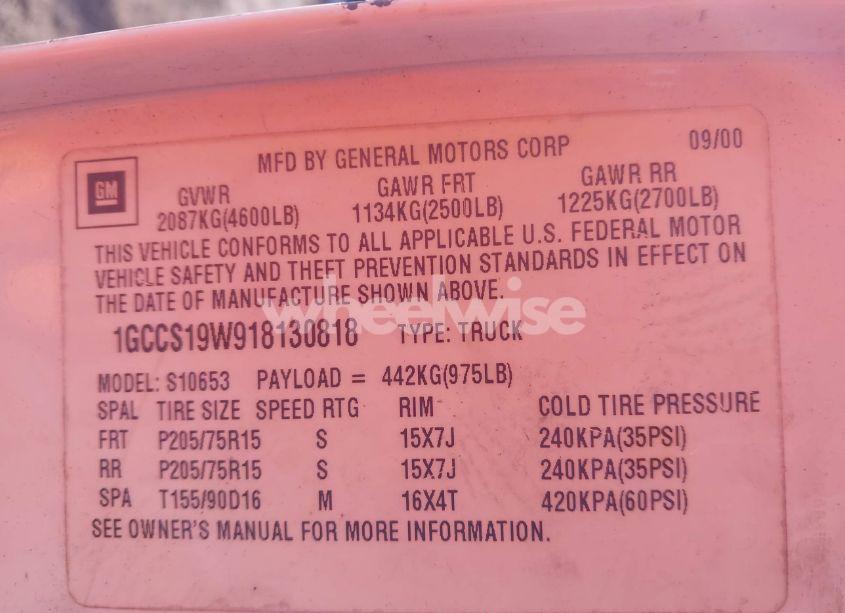 MFD BY GENERAL MOTORS CORP 09/00
GM
GVWR GAWR FRT GAWR RR
2087KG(4600LB) 1134KG(2500LB) 1225KG(2700LB)
THIS VEHICLE CONFORMS TO ALL APPLICABLE U.S. FEDERAL MOTOR
VEHICLE SAFETY AND THEFT PREVENTION STANDARDS IN EFFECT ON
THE DATE OF MANUFACTURE SHOWN ABOVE.
wheelwise
1GCCS19W918130818 TYPE: TRUCK
MODEL: S10653 PAYLOAD = 442KG(975LB)
SPAL TIRE SIZE SPEED RTG RIM COLD TIRE PRESSURE
FRT P205/75R15 S 15X7J 240KPA(35PSI)
RR P205/75R15 S 15X7J 240KPA(35PSI)
SPA T155/90D16 M 16X4T 420KPA(60PSI)
SEE OWNER'S MANUAL FOR MORE INFORMATION.